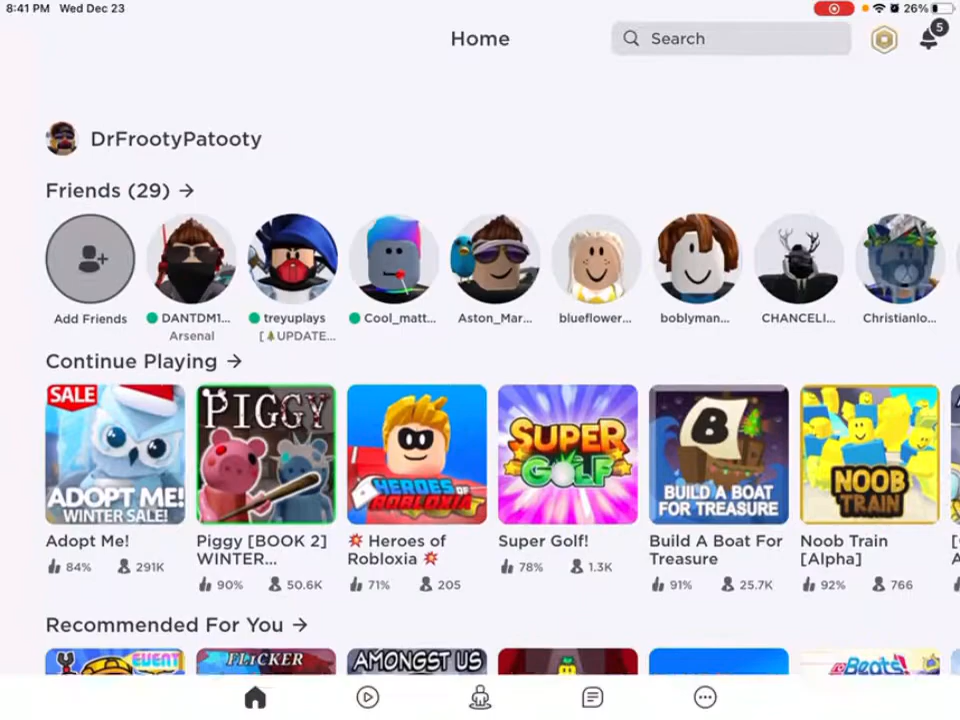 8:41 PM Wed Dec 23
26%
Home
Search
5
DrFrootyPatooty
Friends (29) →
Add Friends
DANTDM1...
treyuplays
Cool_matt...
Aston_Mar...
blueflower...
boblyman...
CHANCELI...
Christianlo...
Arsenal
[🎄UPDATE...
Continue Playing →
SALE
ADOPT ME!
WINTER SALE!
PIGGY
HEROES OF
ROBLOXIA
SUPER
GOLF
B
BUILD A BOAT
FOR TREASURE
NOOB
TRAIN
Adopt Me!
84% 291K
Piggy [BOOK 2]
WINTER...
90% 50.6K
💥 Heroes of
Robloxia 💥
71% 205
Super Golf!
78% 1.3K
Build A Boat For
Treasure
91% 25.7K
Noob Train
[Alpha]
92% 766
Recommended For You →
EVENT
FLICKER
AMONGST US
Beats!